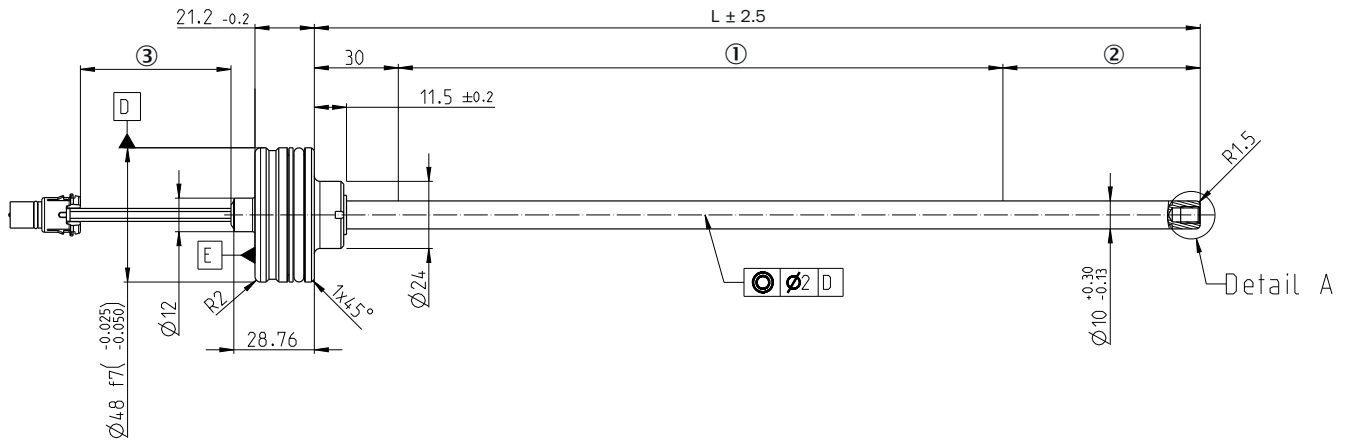 21.2 -0.2
L ± 2.5
③
30
①
②
D
11.5 ±0.2
R1.5
E
Ø2 D
Ø24
1x45°
R2
Ø12
28.76
Ø48 f7( -0.025 -0.050 )
Ø10 +0.30 -0.13
Detail A